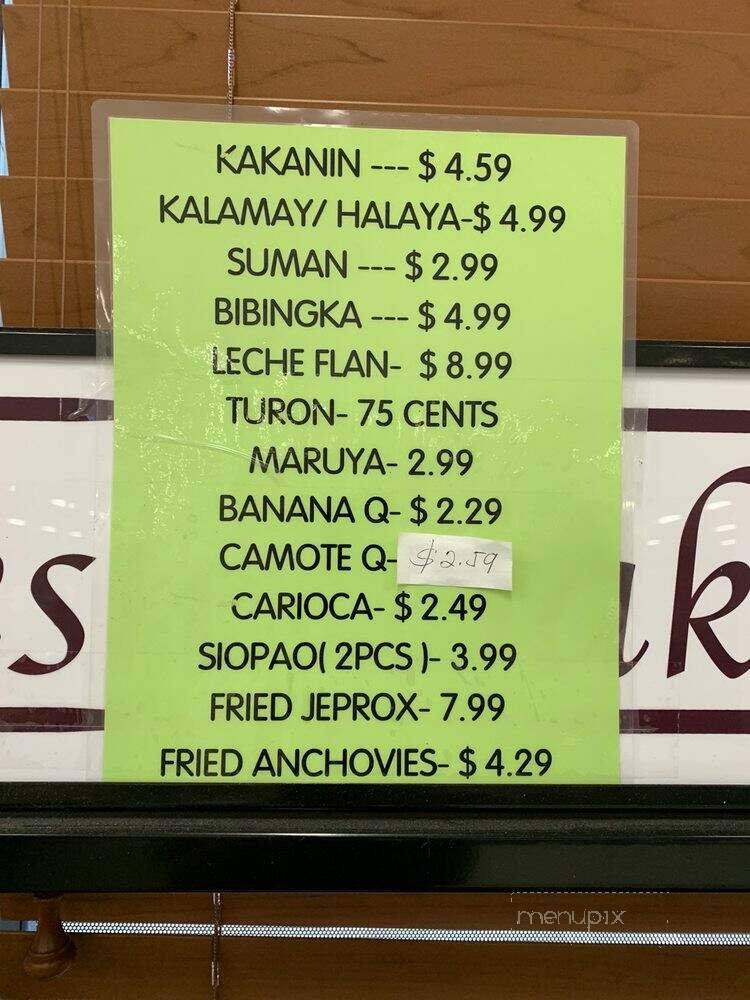 KAKANIN --- $ 4.59
KALAMAY/ HALAYA-$ 4.99
SUMAN --- $ 2.99
BIBINGKA --- $ 4.99
LECHE FLAN- $ 8.99
TURON- 75 CENTS
MARUYA- 2.99
BANANA Q- $ 2.29
CAMOTE Q- $2.59
CARIOCA- $ 2.49
SIOPAO( 2PCS )- 3.99
FRIED JEPROX- 7.99
FRIED ANCHOVIES- $ 4.29
menupix